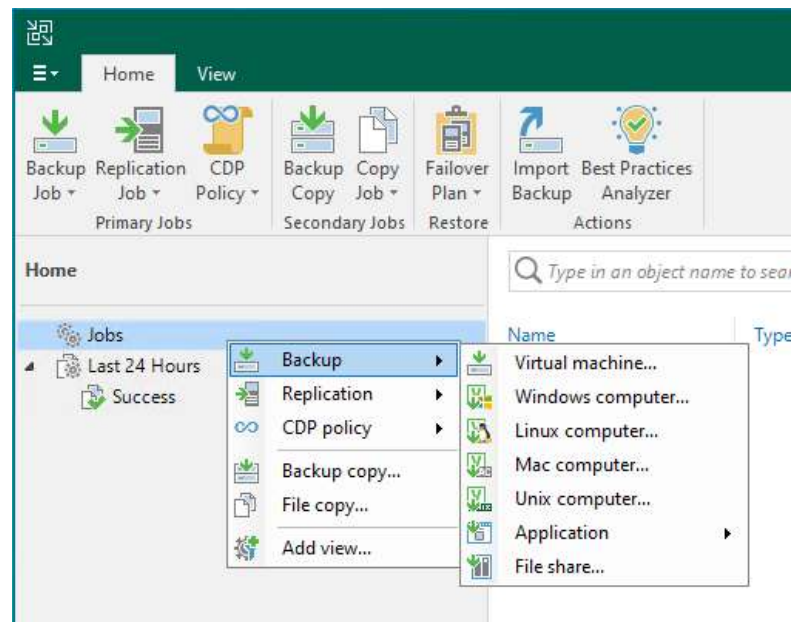 Home View
Backup Replication CDP Backup Copy Failover Import Best Practices
Job Job Policy Copy Job Plan Backup Analyzer
Primary Jobs Secondary Jobs Restore Actions
Home
Type in an object name to sear
Jobs
Name Type
Last 24 Hours
Success
Backup
Replication
CDP policy
Backup copy...
File copy...
Add view...
Virtual machine...
Windows computer...
Linux computer...
Mac computer...
Unix computer...
Application
File share...